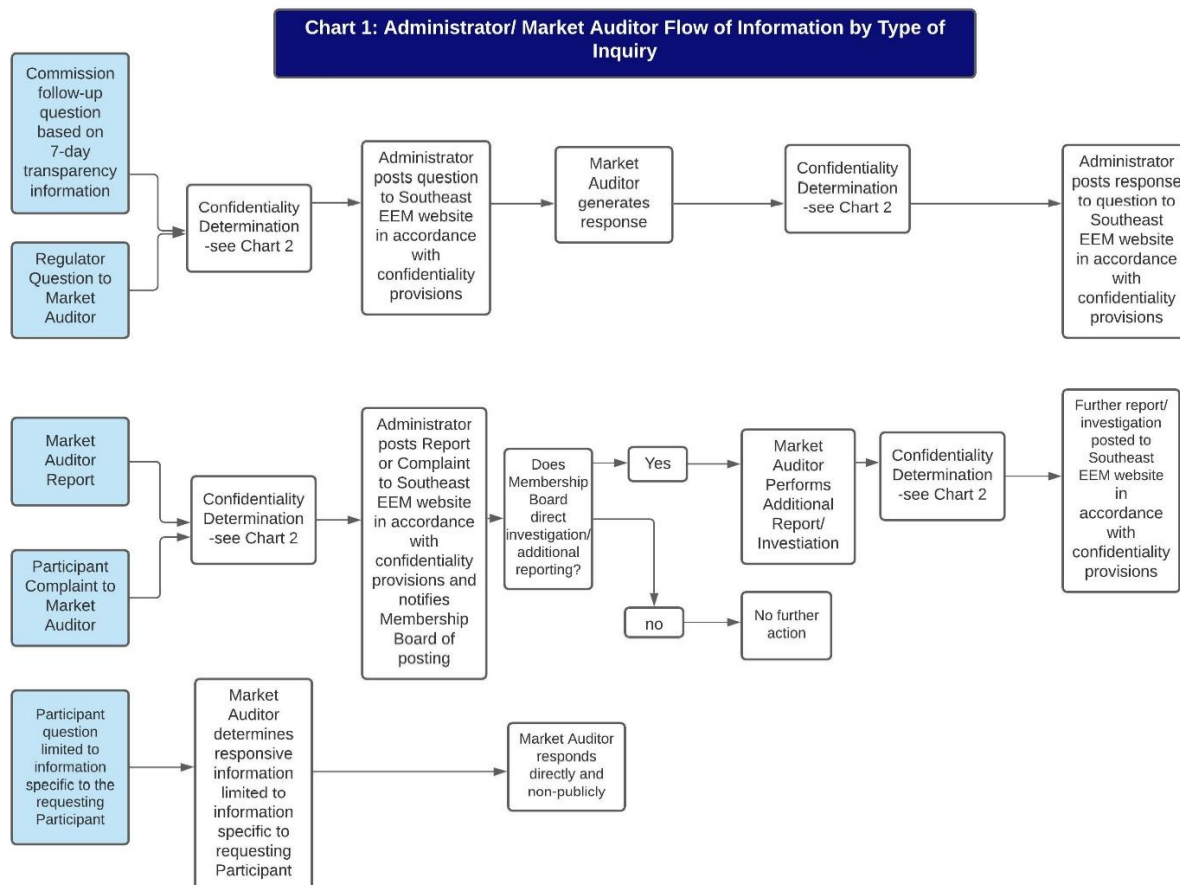 Chart 1: Administrator/ Market Auditor Flow of Information by Type of
Inquiry
Commission
follow-up
question
based on
7-day
transparency
information
Regulator
Question to
Market
Auditor
Confidentiality
Determination
-see Chart 2
Administrator
posts question
to Southeast
EEM website
in accordance
with
confidentiality
provisions
Market
Auditor
generates
response
Confidentiality
Determination
-see Chart 2
Administrator
posts response
to question to
Southeast
EEM website
in accordance
with
confidentiality
provisions
Market
Auditor
Report
Participant
Complaint to
Market
Auditor
Confidentiality
Determination
-see Chart 2
Administrator
posts Report
or Complaint
to Southeast
EEM website
in accordance
with
confidentiality
provisions and
notifies
Membership
Board of
posting
Does
Membership
Board direct
investigation/
additional
reporting?
Yes
no
Market
Auditor
Performs
Additional
Report/
Investiation
No further
action
Confidentiality
Determination
-see Chart 2
Further report/
investigation
posted to
Southeast
EEM website
in
accordance
with
confidentiality
provisions
Participant
question
limited to
information
specific to the
requesting
Participant
Market
Auditor
determines
responsive
information
limited to
information
specific to
requesting
Participant
Market Auditor
responds
directly and
non-publicly